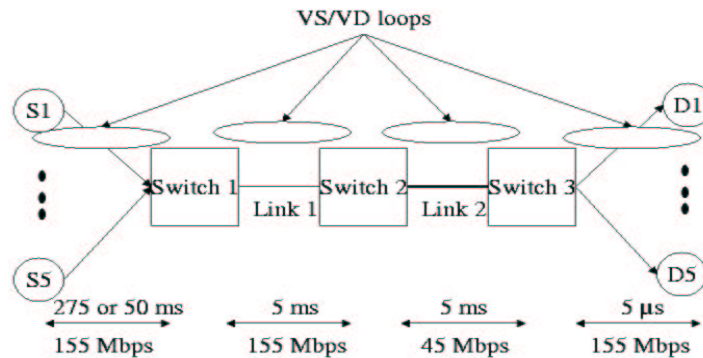 VS/VD loops
S1
D1
Switch 1
Switch 2
Switch 3
Link 1
Link 2
S5
D5
275 or 50 ms
5 ms
5 ms
5 μs
155 Mbps
155 Mbps
45 Mbps
155 Mbps